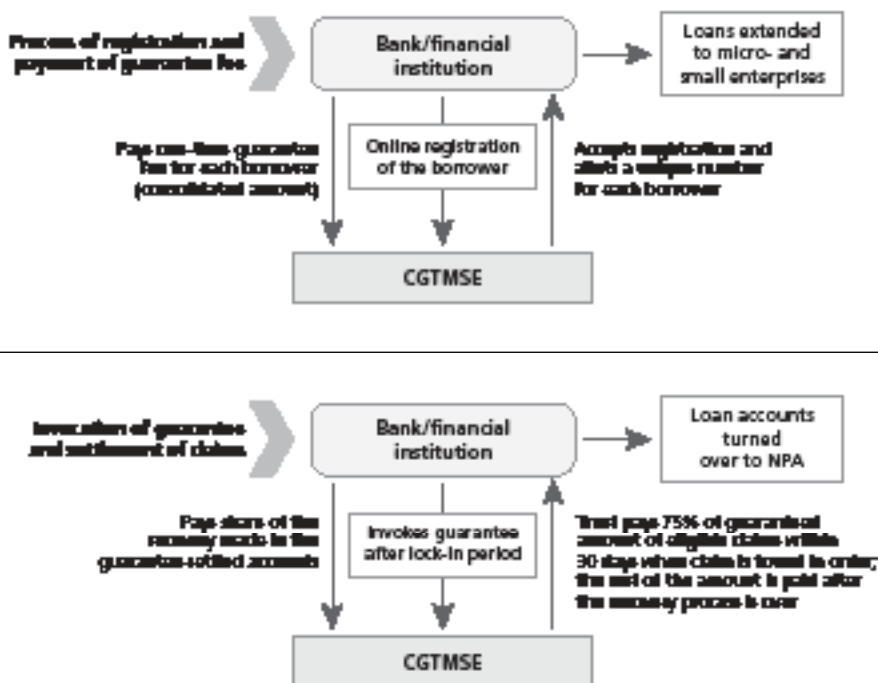 Process of registration and
payment of guarantee fee
Bank/financial
institution
Loans extended
to micro- and
small enterprises
Pays one-time guarantee
fee for each borrower
(consolidated amount)
Online registration
of the borrower
Accepts registration and
allots a unique number
for each borrower
CGTMSE
Invocation of guarantee
and settlement of claims
Bank/financial
institution
Loan accounts
turned
over to NPA
Pays share of the
recovery made in the
guarantee-settled accounts
Invokes guarantee
after lock-in period
Trust pays 75% of guaranteed
amount of eligible claims within
30 days when claim is found in order;
the rest of the amount is paid after
the recovery process is over
CGTMSE